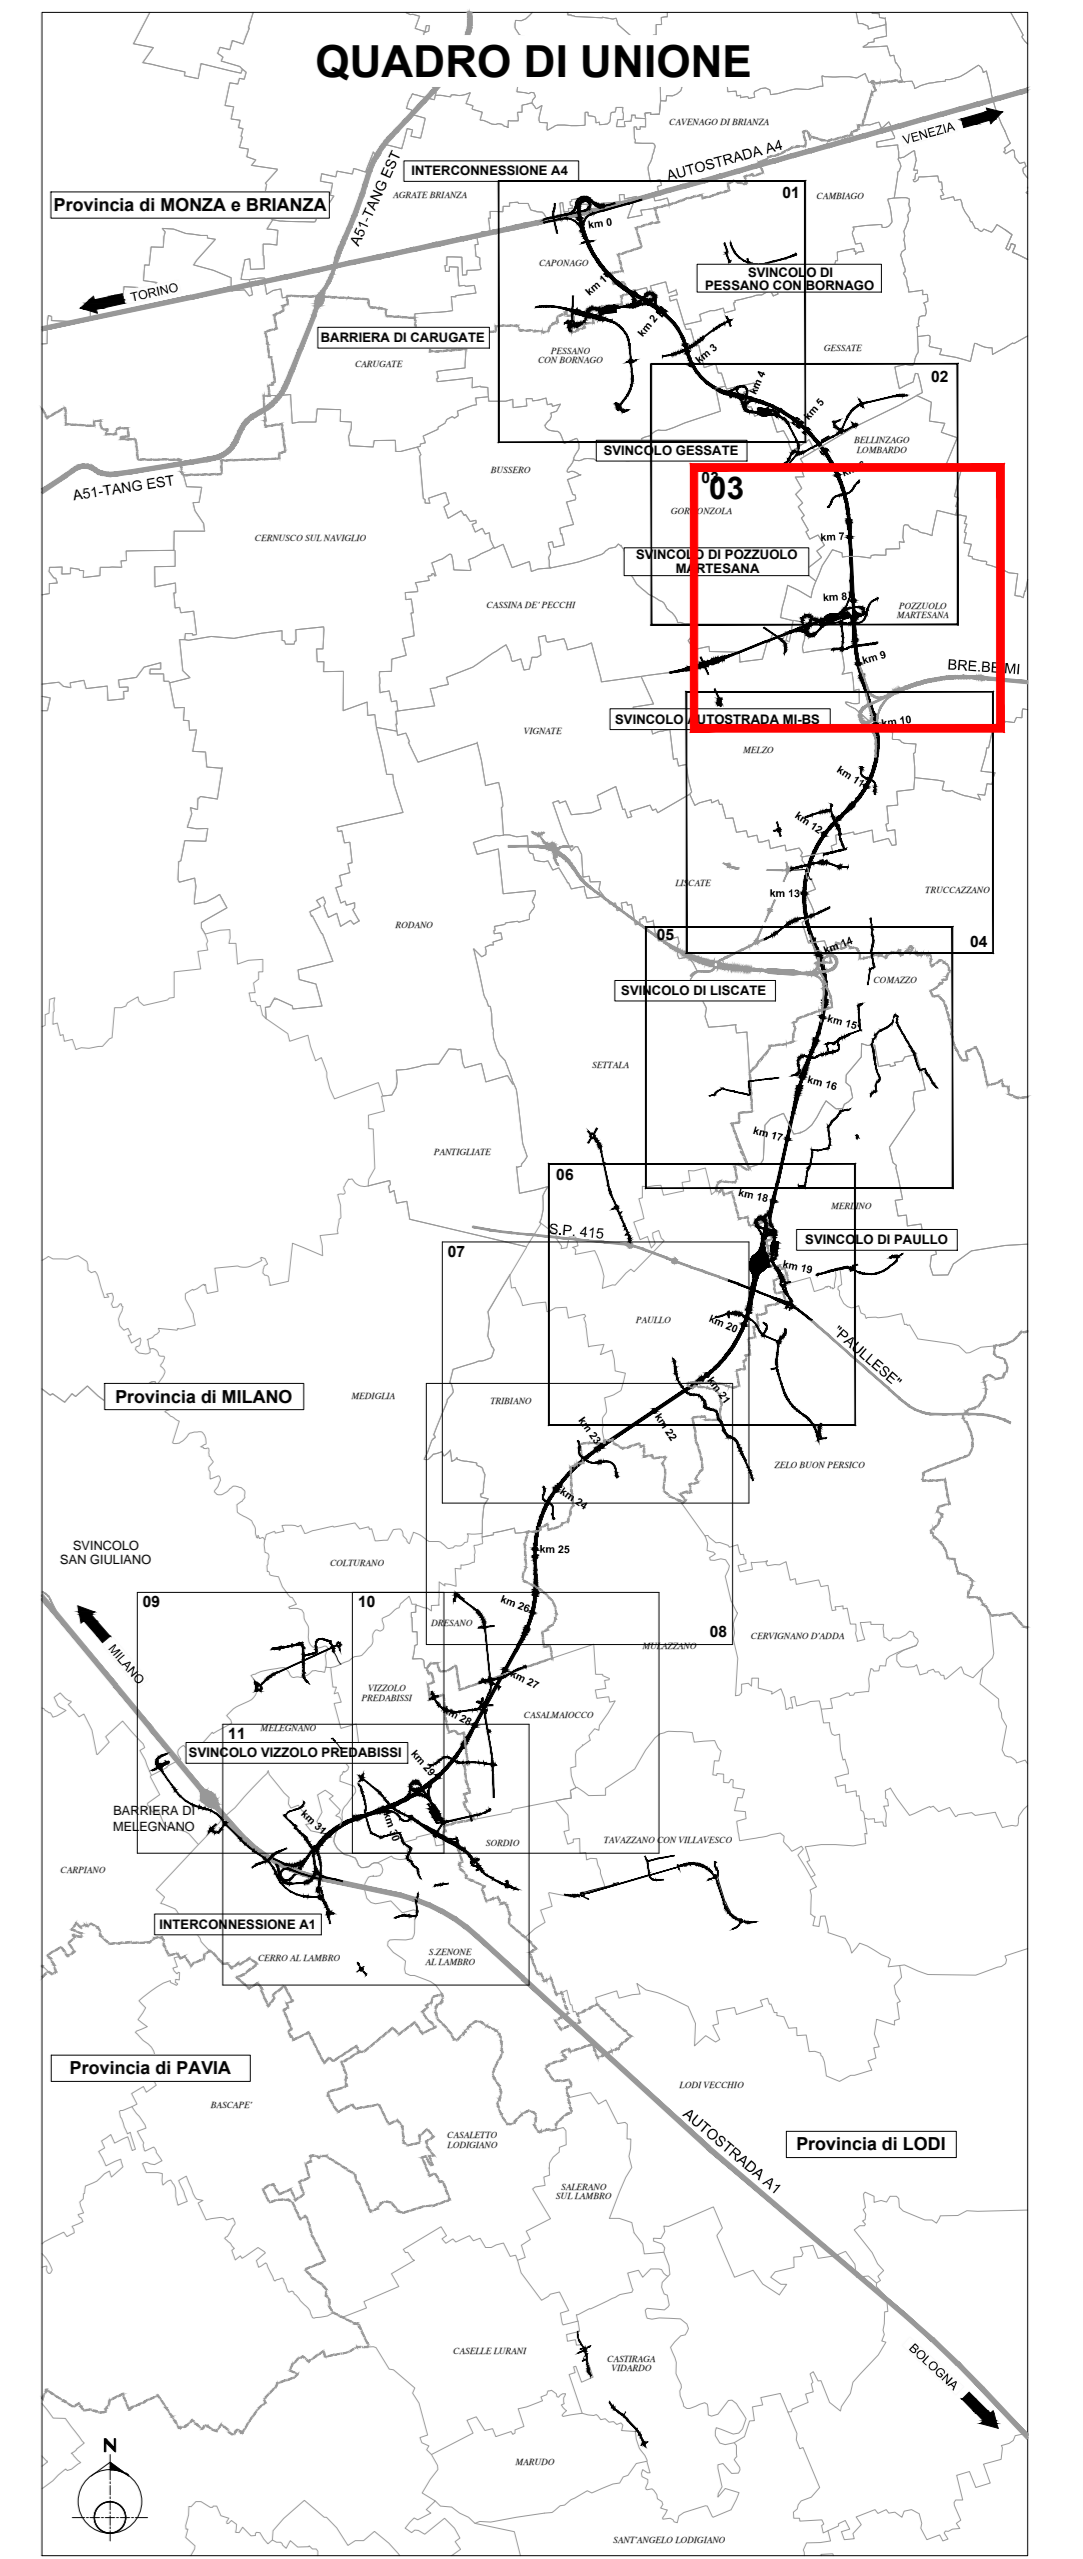 QUADRO DI UNIONE
CAVENAGO DI BRIANZA
VENEZIA
AUTOSTRADA A4
A51-TANG EST
INTERCONNESSIONE A4
01
Provincia di MONZA e BRIANZA
AGRATE BRIANZA
CAMBIAGO
km 0
CAPONAGO
SVINCOLO DI
PESSANO CON BORNAGO
km 1
TORINO
km 2
BARRIERA DI CARUGATE
CARUGATE
PESSANO
CON BORNAGO
km 3
GESSATE
02
km 4
km 5
BELLINZAGO
LOMBARDO
SVINCOLO GESSATE
BUSSERO
A51-TANG EST
03
03
GORGONZOLA
CERNUSCO SUL NAVIGLIO
km 7
SVINCOLO DI POZZUOLO
MARTESANA
km 8
CASSINA DE' PECCHI
POZZUOLO
MARTESANA
km 9
BRE.BE.MI
SVINCOLO AUTOSTRADA MI-BS
km 10
VIGNATE
MELZO
km 11
km 12
LISCATE
km 13
TRUCCAZZANO
RODANO
05
km 14
04
COMAZZO
SVINCOLO DI LISCATE
km 15
SETTALA
km 16
km 17
PANTIGLIATE
06
km 18
MERLINO
S.P. 415
SVINCOLO DI PAULLO
07
km 19
PAULLO
km 20
"PAULLESE"
Provincia di MILANO
MEDIGLIA
TRIBIANO
km 21
km 22
km 23
ZELO BUON PERSICO
km 24
SVINCOLO
SAN GIULIANO
km 25
COLTURANO
09
10
km 26
DRESANO
08
MULAZZANO
CERVIGNANO D'ADDA
MILANO
km 27
VIZZOLO
PREDABISSI
km 28
CASALMAIOCCO
11
MELEGNANO
SVINCOLO VIZZOLO PREDABISSI
km 29
BARRIERA DI
MELEGNANO
km 31
km 30
SORDIO
TAVAZZANO CON VILLAVESCO
CARPIANO
INTERCONNESSIONE A1
CERRO AL LAMBRO
S.ZENONE
AL LAMBRO
Provincia di PAVIA
BASCAPE'
LODI VECCHIO
AUTOSTRADA A1
CASALETTO
LODIGIANO
Provincia di LODI
SALERANO
SUL LAMBRO
CASELLE LURANI
CASTIRAGA
VIDARDO
BOLOGNA
N
MARUDO
SANT'ANGELO LODIGIANO